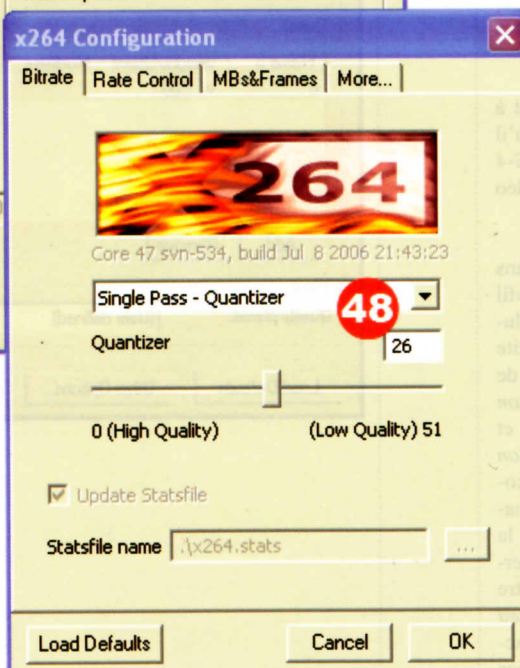 x264 Configuration
Bitrate Rate Control MBs&Frames More...
264
Core 47 svn-534, build Jul 8 2006 21:43:23
Single Pass - Quantizer
48
Quantizer 26
0 (High Quality) (Low Quality) 51
Update Statsfile
Statsfile name .\x264.stats ...
Load Defaults Cancel OK